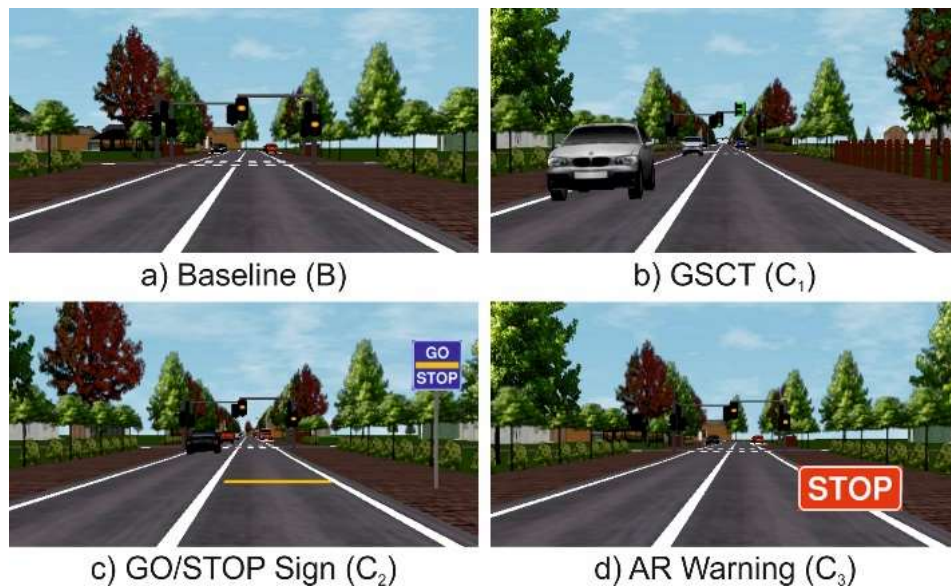 a) Baseline (B)
b) GSCT (C₁)
GO
STOP
c) GO/STOP Sign (C₂)
STOP
d) AR Warning (C₃)